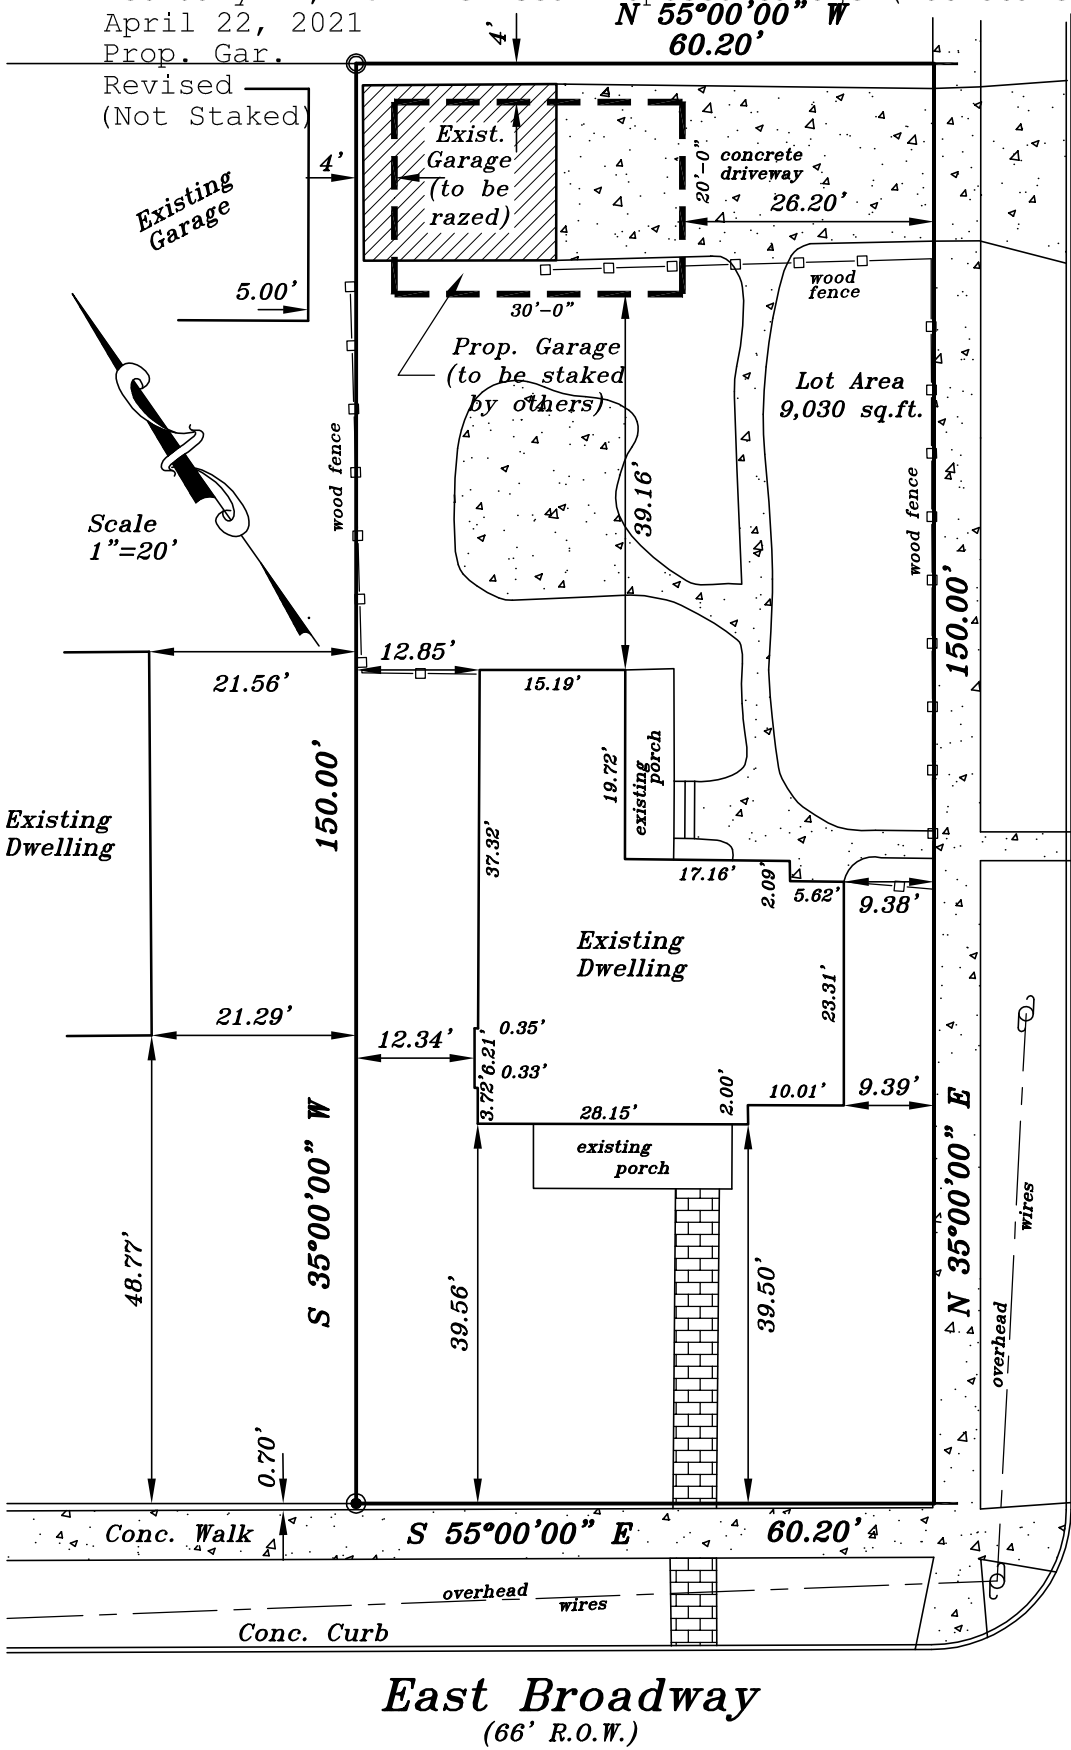 April 22, 2021
Prop. Gar.
Revised
(Not Staked)
4'
N 55°00'00" W
60.20'
Exist.
Garage
(to be
razed)
20'-0"
concrete
driveway
26.20'
4'
Existing
Garage
5.00'
30'-0"
wood
fence
Prop. Garage
(to be staked
by others)
Lot Area
9,030 sq.ft.
wood fence
39.16'
wood fence
Scale
1"=20'
150.00'
12.85'
21.56'
15.19'
19.72'
existing
porch
150.00'
Existing
Dwelling
37.32'
17.16'
2.09'
5.62'
9.38'
Existing
Dwelling
23.31'
21.29'
12.34'
0.35'
6.21'
0.33'
3.72'
28.15'
2.00'
10.01'
9.39'
existing
porch
S 35°00'00" W
N 35°00'00" E
wires
overhead
48.77'
39.56'
39.50'
0.70'
Conc. Walk
S 55°00'00" E
60.20'
overhead
wires
Conc. Curb
East Broadway
(66' R.O.W.)